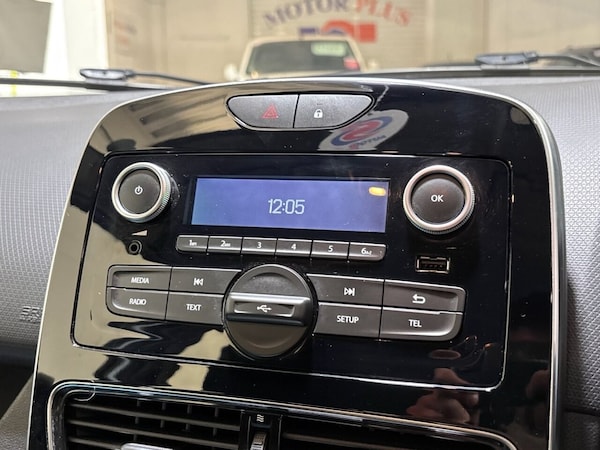 MOTOR PLUS
12:05
OK
1 2 3 4 5 6
MEDIA
RADIO TEXT SETUP TEL